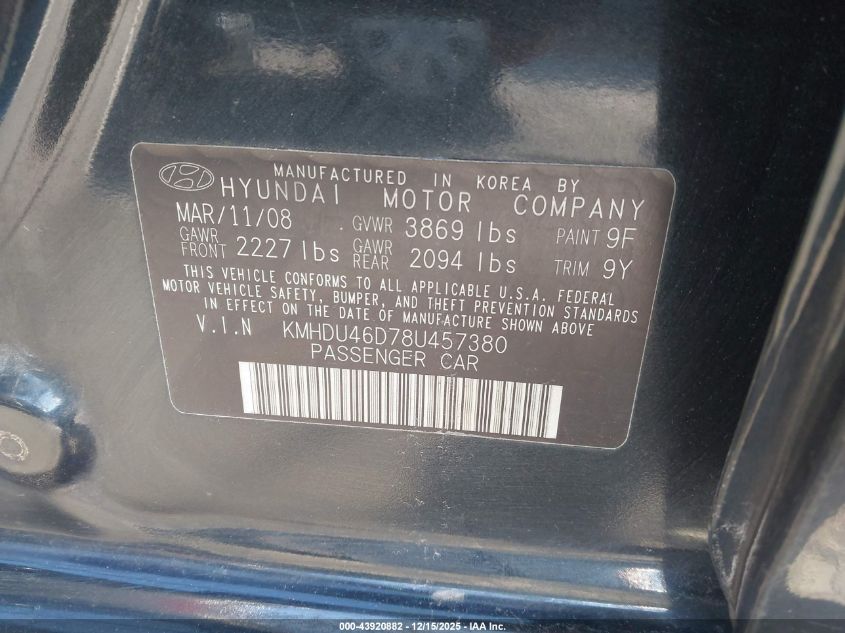 MANUFACTURED IN KOREA BY
HYUNDAI MOTOR COMPANY
MAR/11/08 GVWR 3869 lbs PAINT 9F
GAWR FRONT 2227 lbs GAWR REAR 2094 lbs TRIM 9Y
THIS VEHICLE CONFORMS TO ALL APPLICABLE U.S.A. FEDERAL
MOTOR VEHICLE SAFETY, BUMPER, AND THEFT PREVENTION STANDARDS
IN EFFECT ON THE DATE OF MANUFACTURE SHOWN ABOVE
V.I.N KMHDU46D78U457380
PASSENGER CAR
000-43920882 - 12/15/2025 - IAA Inc.